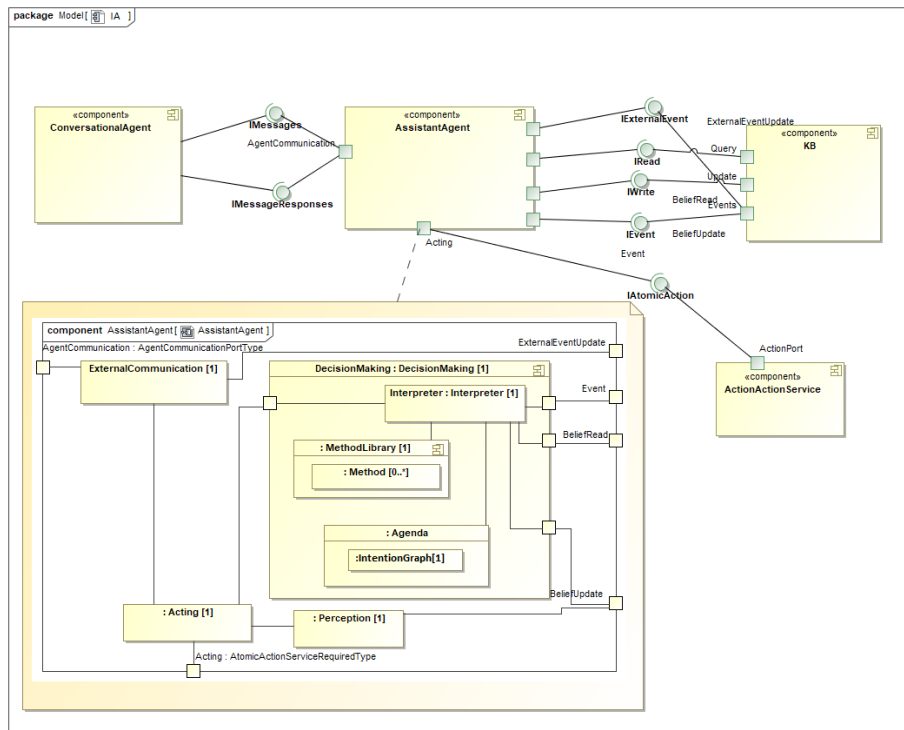 package Model[ IA ]
«component»
ConversationalAgent
IMessages
AgentCommunication
IMessageResponses
«component»
AssistantAgent
Acting
IExternalEvent
ExternalEventUpdate
IRead
Query
IWrite
Update
BeliefRead
Events
IEvent
BeliefUpdate
Event
«component»
KB
IAtomicAction
ActionPort
«component»
ActionActionService
component AssistantAgent[ AssistantAgent ]
AgentCommunication : AgentCommunicationPortType
ExternalEventUpdate
ExternalCommunication [1]
DecisionMaking : DecisionMaking [1]
Interpreter : Interpreter [1]
Event
BeliefRead
: MethodLibrary [1]
: Method [0..*]
: Agenda
:IntentionGraph[1]
BeliefUpdate
: Acting [1]
: Perception [1]
Acting : AtomicActionServiceRequiredType